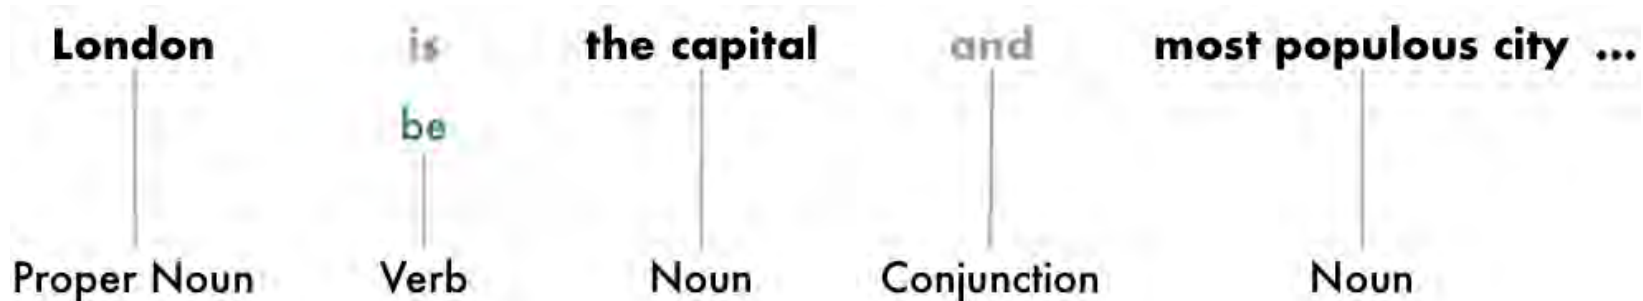 London is the capital and most populous city ...
be
Proper Noun Verb Noun Conjunction Noun